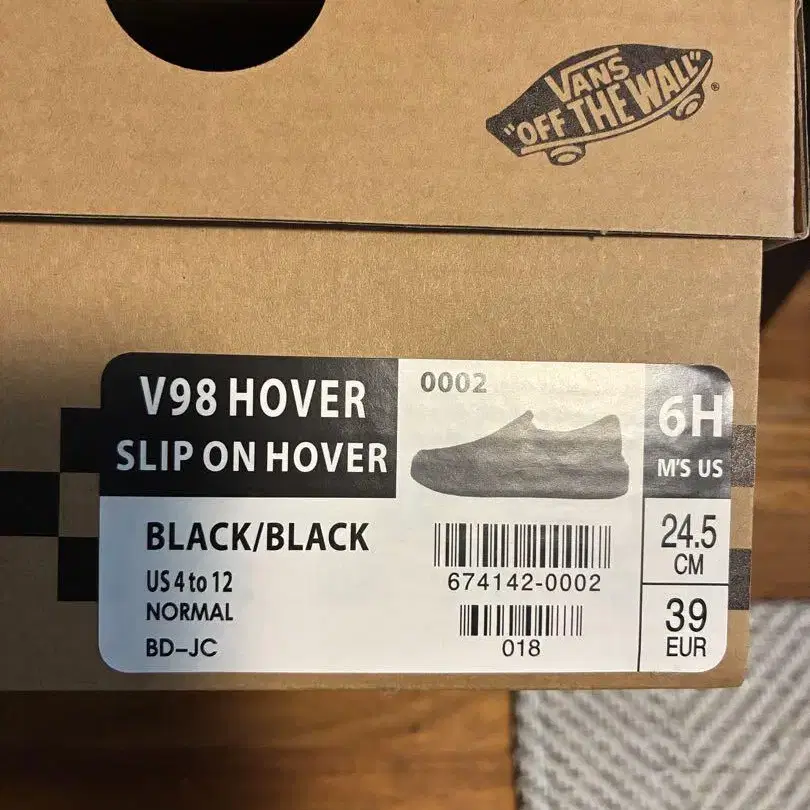 VANS
"OFF THE WALL"
®
V98 HOVER
SLIP ON HOVER
0002
6H
M'S US
BLACK/BLACK
US 4 to 12
NORMAL
BD-JC
674142-0002
018
24.5
CM
39
EUR